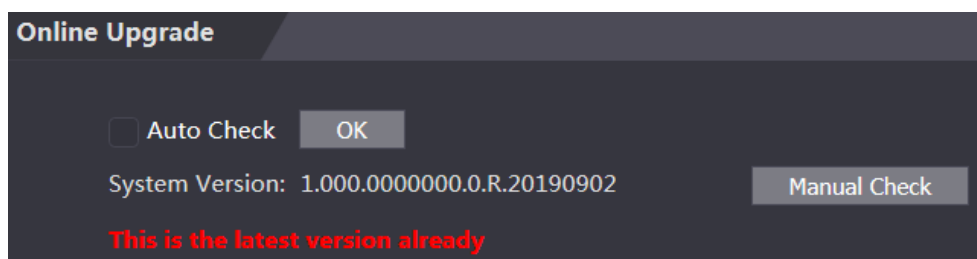 Online Upgrade
Auto Check OK
System Version: 1.000.0000000.0.R.20190902 Manual Check
This is the latest version already